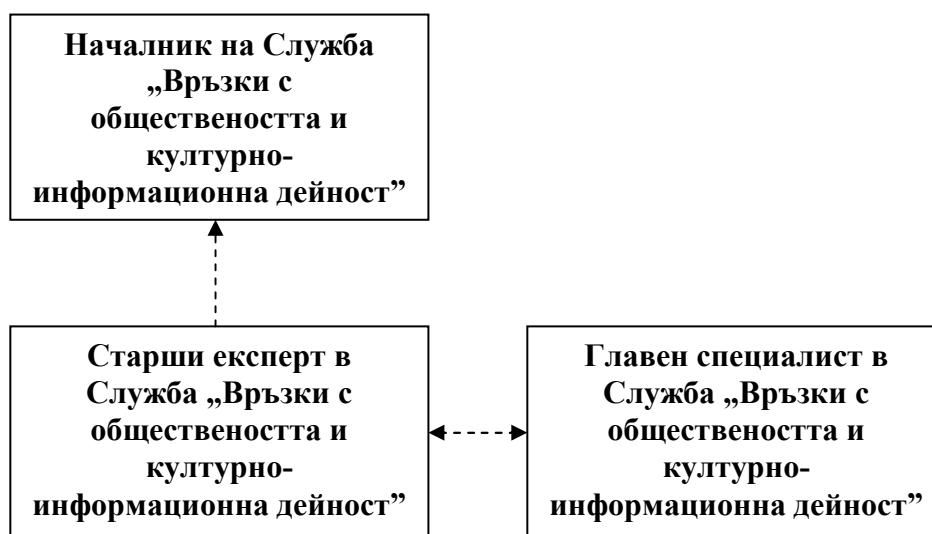 Началник на Служба
„Връзки с
обществеността и
културно-
информационна дейност”
Старши експерт в
Служба „Връзки с
обществеността и
културно-
информационна дейност”
Главен специалист в
Служба „Връзки с
обществеността и
културно-
информационна дейност”